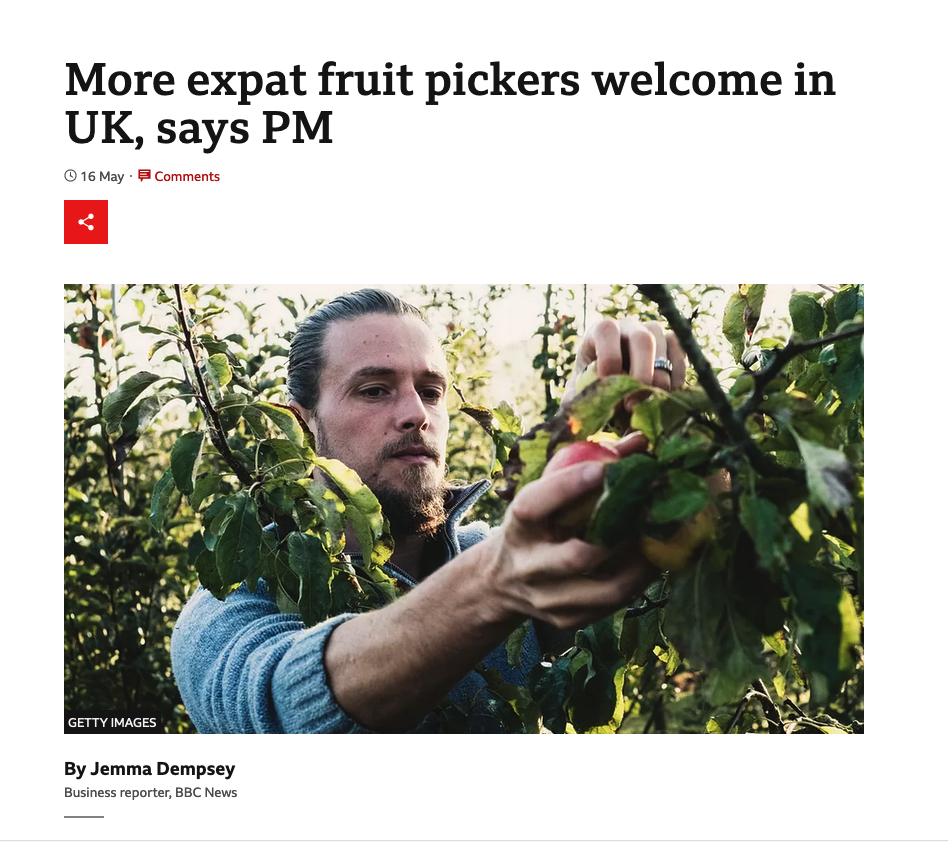 More expat fruit pickers welcome in
UK, says PM
16 May · Comments
GETTY IMAGES
By Jemma Dempsey
Business reporter, BBC News